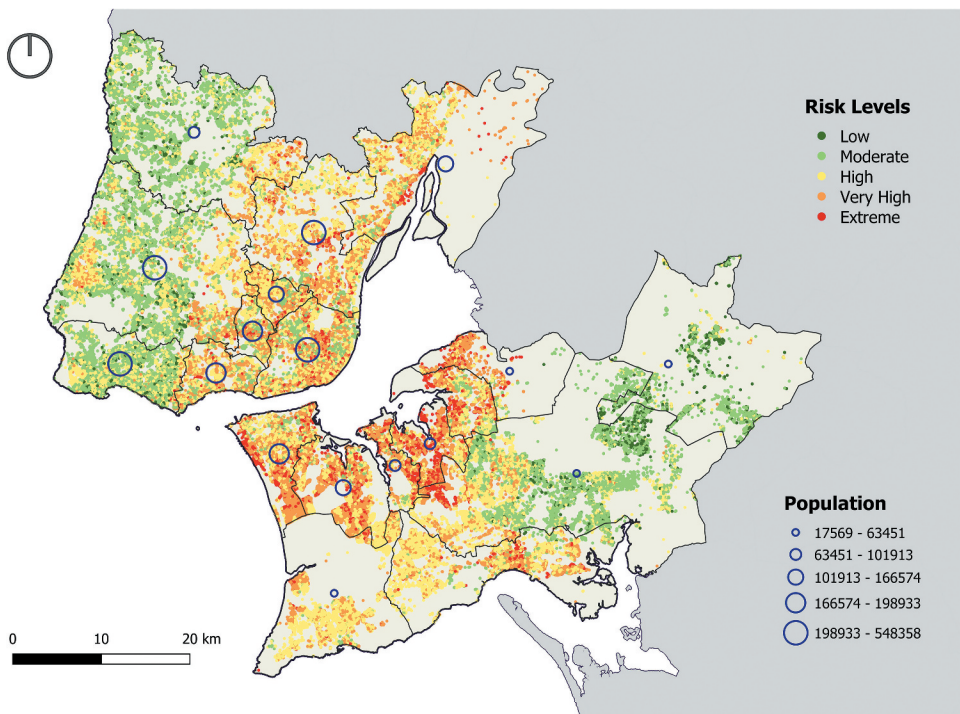 Risk Levels
Low
Moderate
High
Very High
Extreme
Population
17569 - 63451
63451 - 101913
101913 - 166574
166574 - 198933
198933 - 548358
0 10 20 km